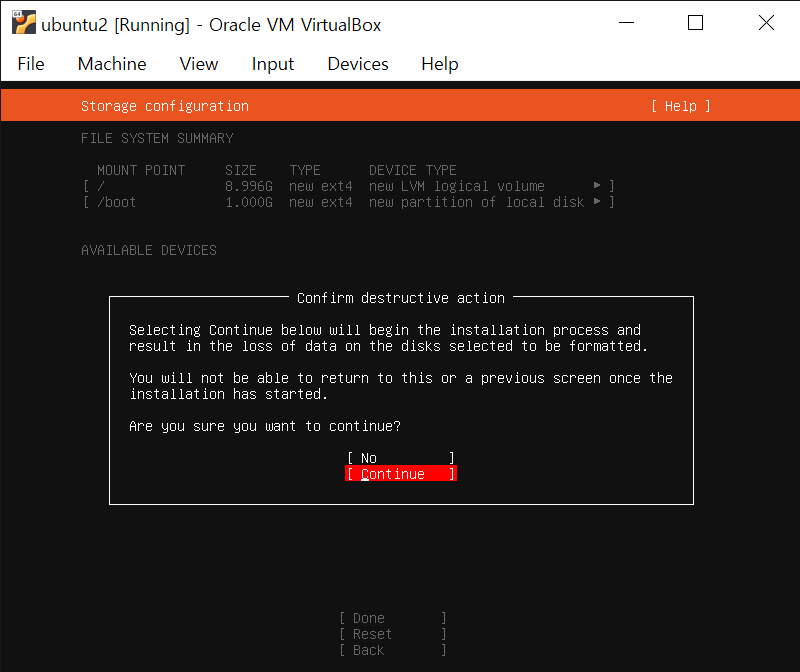 ubuntu2 [Running] - Oracle VM VirtualBox
File Machine View Input Devices Help
Storage configuration [ Help ]
FILE SYSTEM SUMMARY
MOUNT POINT SIZE TYPE DEVICE TYPE
[ / 8.996G new ext4 new LVM logical volume ▸ ]
[ /boot 1.000G new ext4 new partition of local disk ▸ ]
AVAILABLE DEVICES
Confirm destructive action
Selecting Continue below will begin the installation process and
result in the loss of data on the disks selected to be formatted.
You will not be able to return to this or a previous screen once the
installation has started.
Are you sure you want to continue?
[ No ]
[ Continue ]
[ Done ]
[ Reset ]
[ Back ]